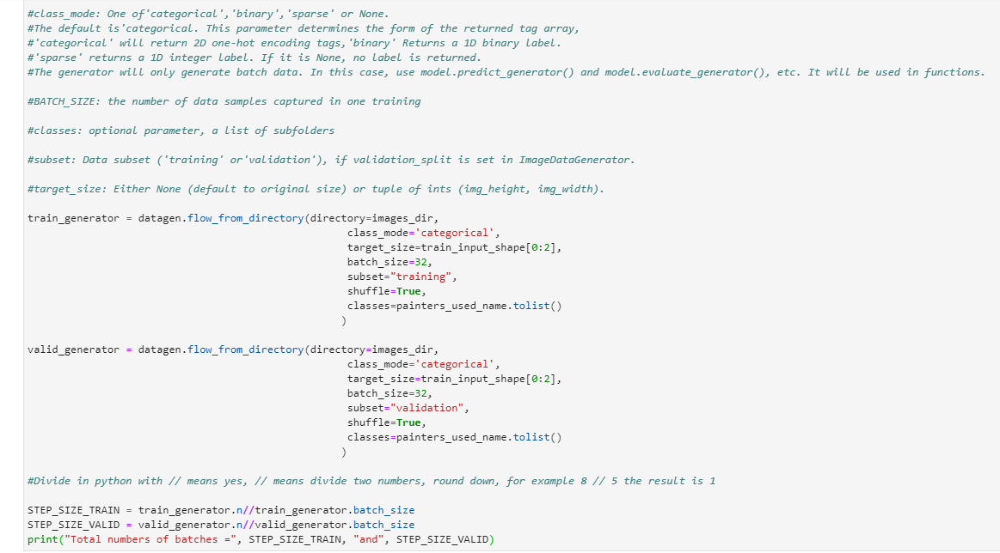 #class_mode: One of'categorical','binary','sparse' or None.
#The default is'categorical. This parameter determines the form of the returned tag array,
#'categorical' will return 2D one-hot encoding tags,'binary' Returns a 1D binary label.
#'sparse' returns a 1D integer label. If it is None, no label is returned.
#The generator will only generate batch data. In this case, use model.predict_generator() and model.evaluate_generator(), etc. It will be used in functions.
#BATCH_SIZE: the number of data samples captured in one training
#classes: optional parameter, a list of subfolders
#subset: Data subset ('training' or'validation'), if validation_split is set in ImageDataGenerator.
#target_size: Either None (default to original size) or tuple of ints (img_height, img_width).
train_generator = datagen.flow_from_directory(directory=images_dir,
class_mode='categorical',
target_size=train_input_shape[0:2],
batch_size=32,
subset="training",
shuffle=True,
classes=painters_used_name.tolist()
)
valid_generator = datagen.flow_from_directory(directory=images_dir,
class_mode='categorical',
target_size=train_input_shape[0:2],
batch_size=32,
subset="validation",
shuffle=True,
classes=painters_used_name.tolist()
)
#Divide in python with // means yes, // means divide two numbers, round down, for example 8 // 5 the result is 1
STEP_SIZE_TRAIN = train_generator.n//train_generator.batch_size
STEP_SIZE_VALID = valid_generator.n//valid_generator.batch_size
print("Total numbers of batches =", STEP_SIZE_TRAIN, "and", STEP_SIZE_VALID)